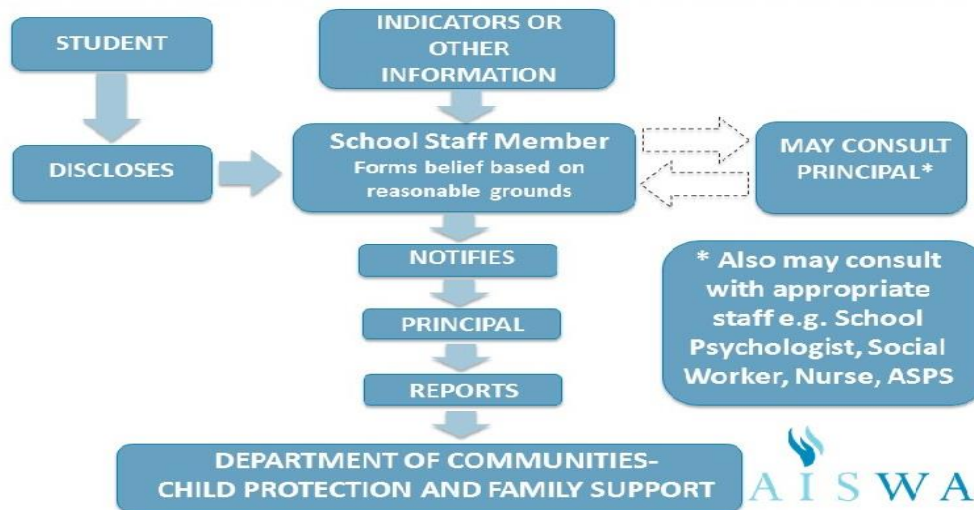 STUDENT
DISCLOSES
INDICATORS OR
OTHER
INFORMATION
School Staff Member
Forms belief based on
reasonable grounds
MAY CONSULT
PRINCIPAL*
NOTIFIES
PRINCIPAL
REPORTS
DEPARTMENT OF COMMUNITIES-
CHILD PROTECTION AND FAMILY SUPPORT
* Also may consult
with appropriate
staff e.g. School
Psychologist, Social
Worker, Nurse, ASPS
AISWA